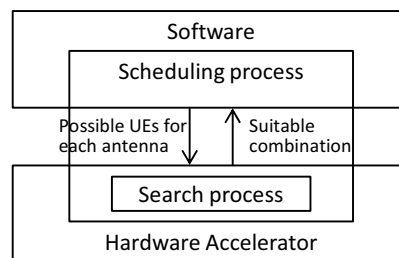 Software
Scheduling process
Possible UEs for
each antenna
Suitable
combination
Search process
Hardware Accelerator